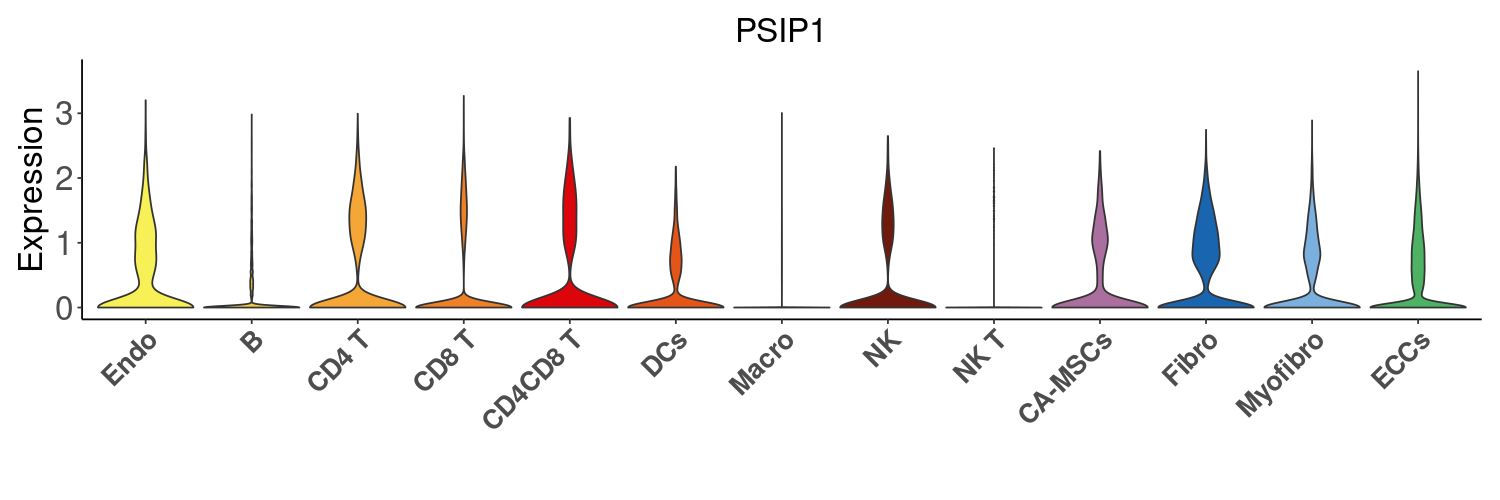 PSIP1
Expression
3
2
1
0
Endo
B
CD4 T
CD8 T
CD4CD8 T
DCs
Macro
NK
NK T
CA-MSCs
Fibro
Myofibro
ECCs